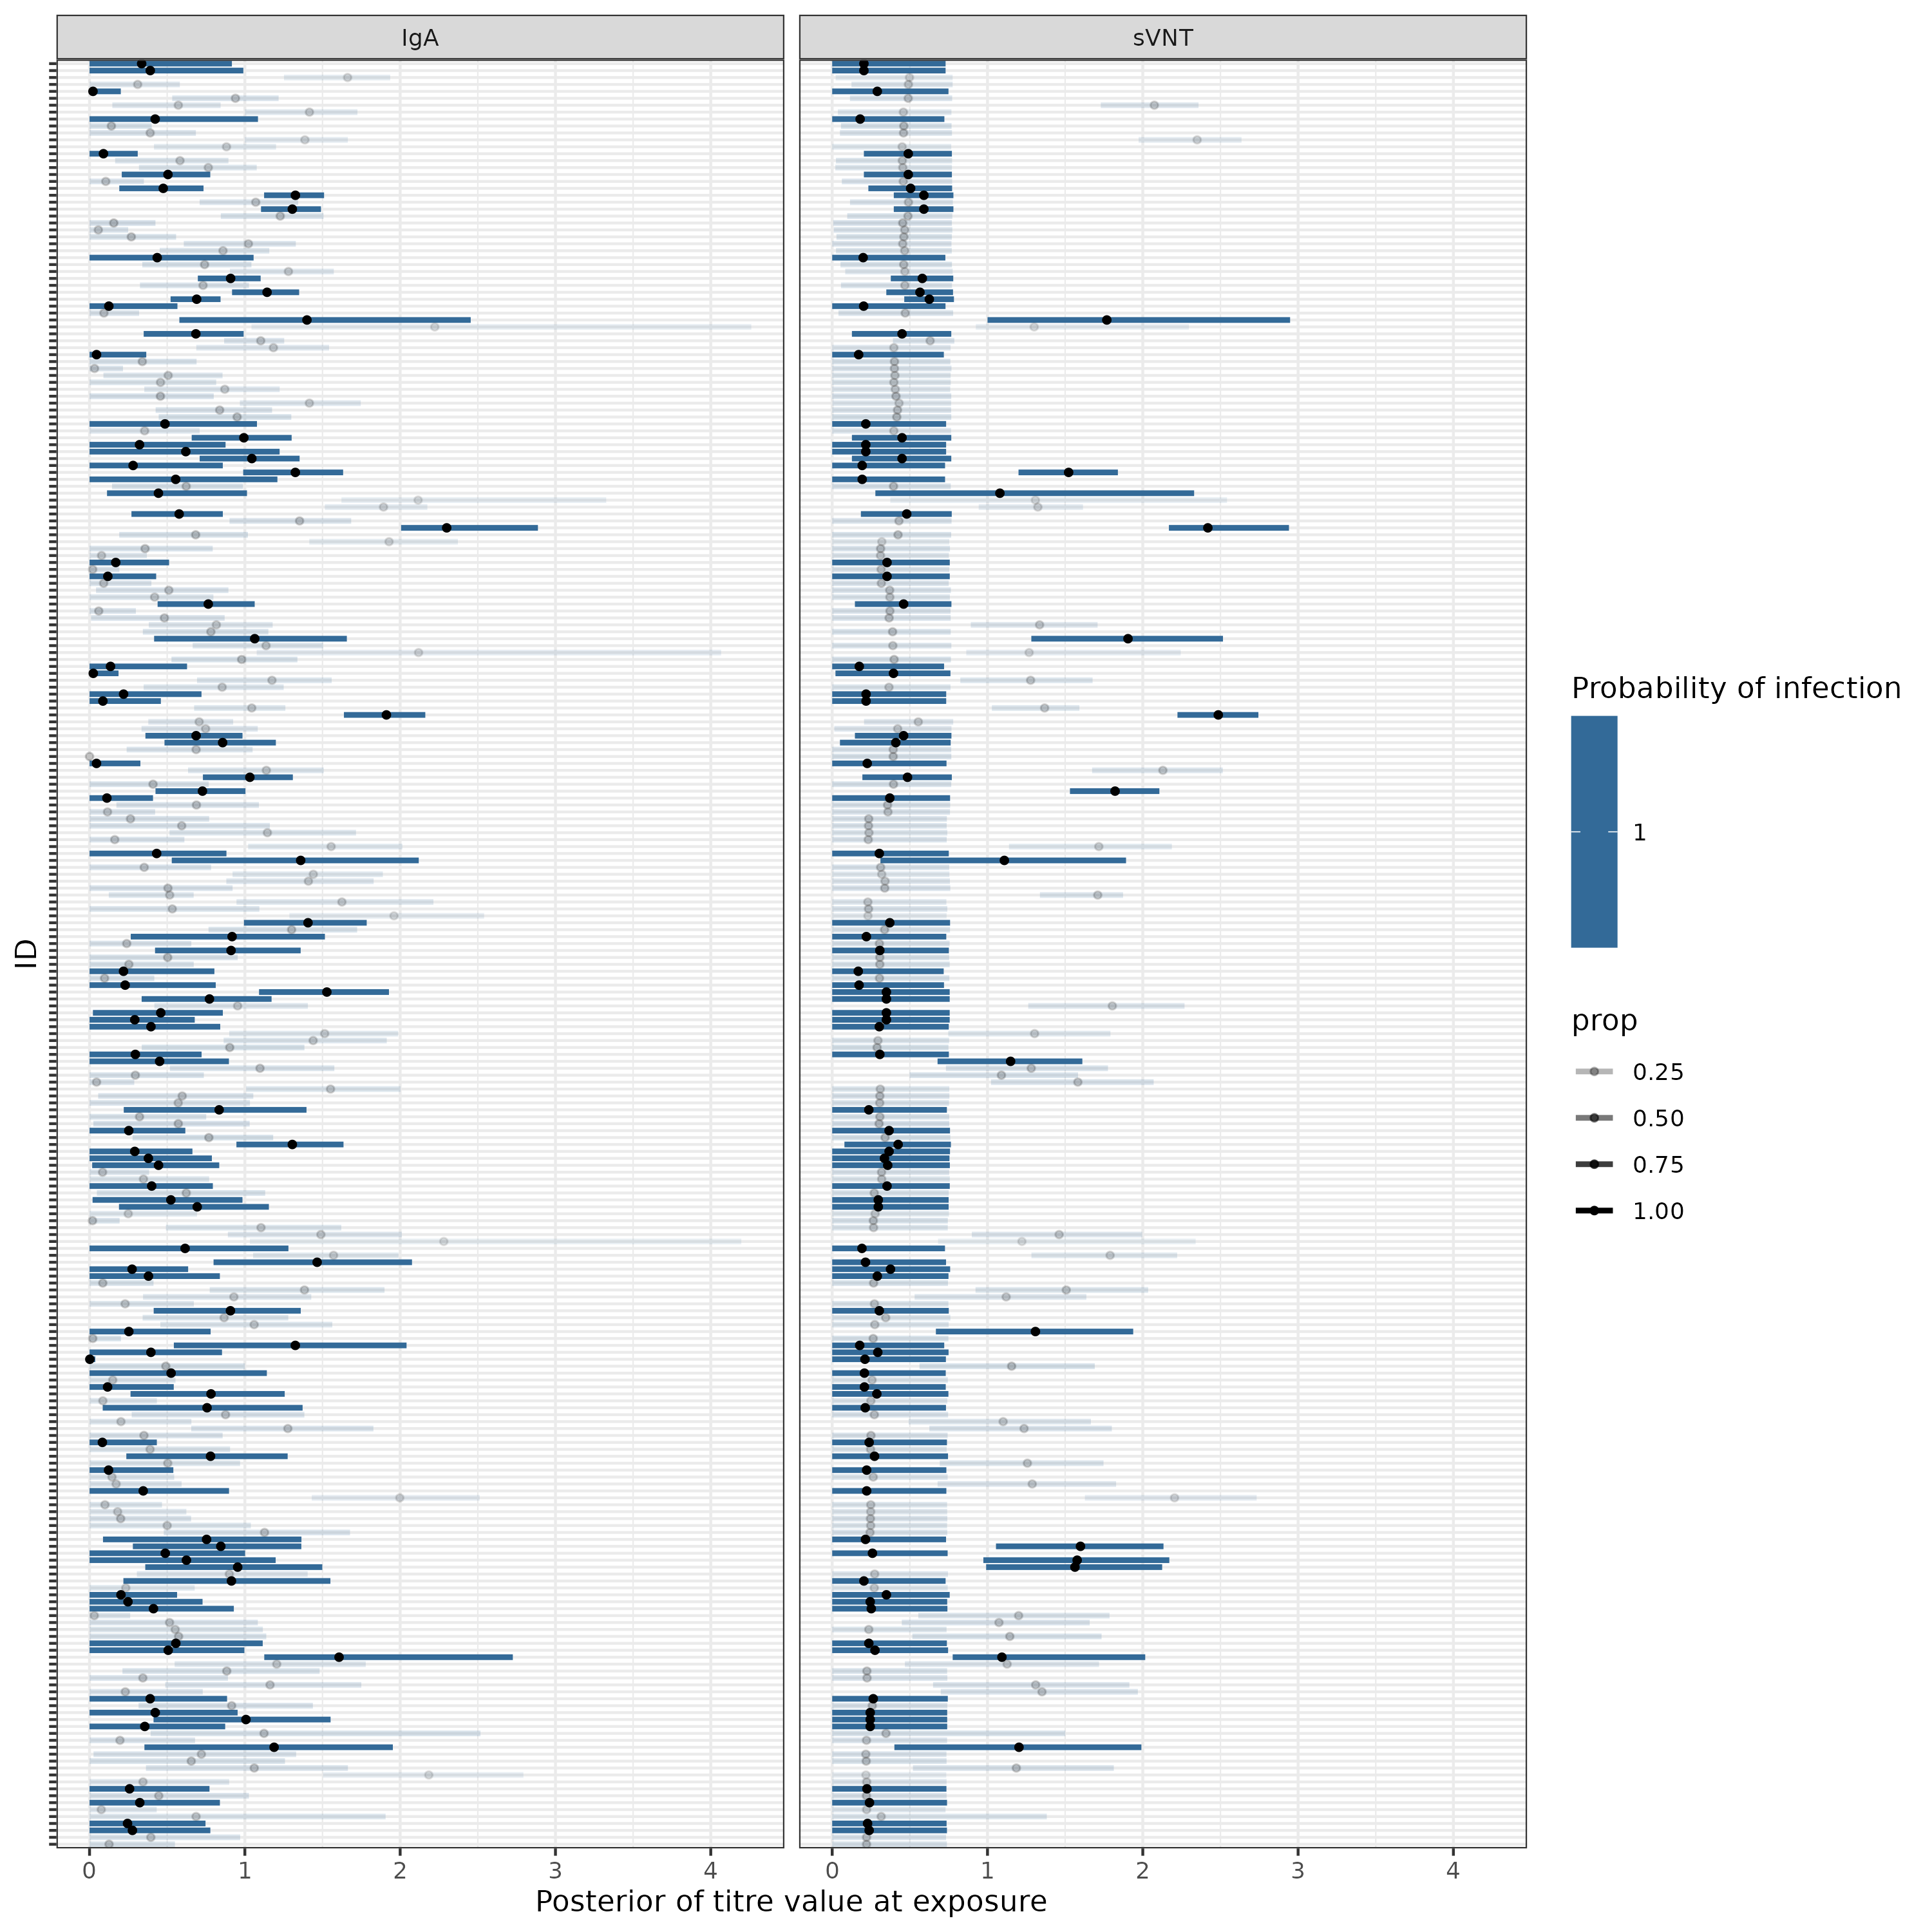 IgA
sVNT
ID
0 1 2 3 4
0 1 2 3 4
Posterior of titre value at exposure
Probability of infection
1
prop
0.25
0.50
0.75
1.00